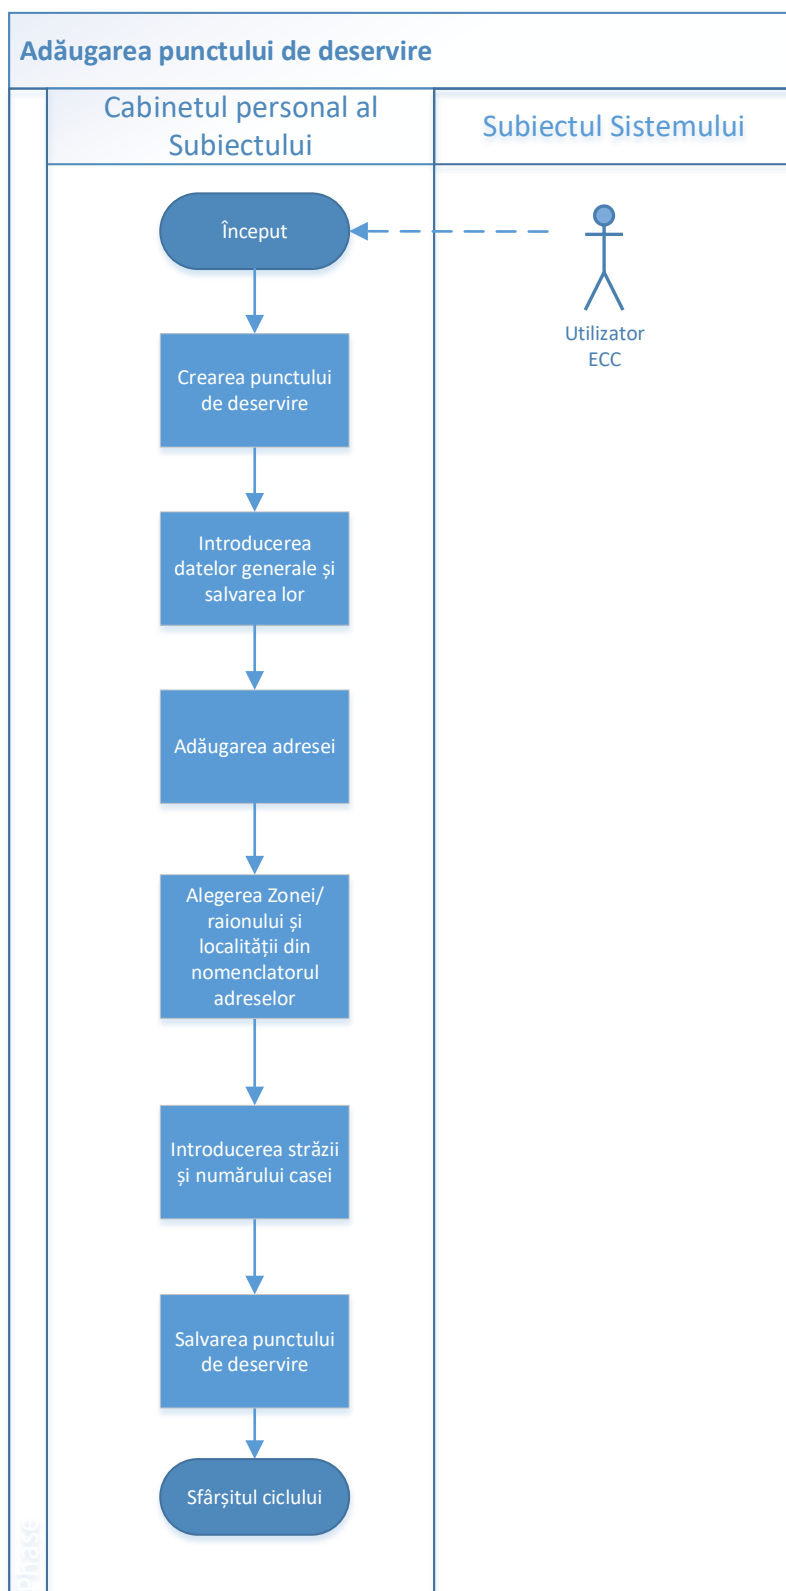 Adăugarea punctului de deservire
Cabinetul personal al
Subiectului
Subiectul Sistemului
Început
Utilizator
ECC
Crearea punctului
de deservire
Introducerea
datelor generale și
salvarea lor
Adăugarea adresei
Alegerea Zonei/
raionului și
localității din
nomenclatorul
adreselor
Introducerea străzii
și numărului casei
Salvarea punctului
de deservire
Sfârșitul ciclului
Phase